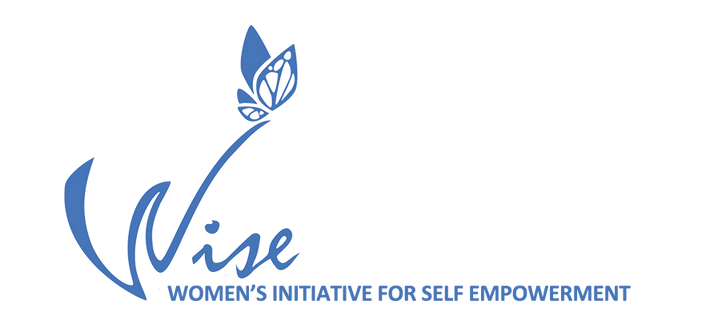 Wise
WOMEN'S INITIATIVE FOR SELF EMPOWERMENT